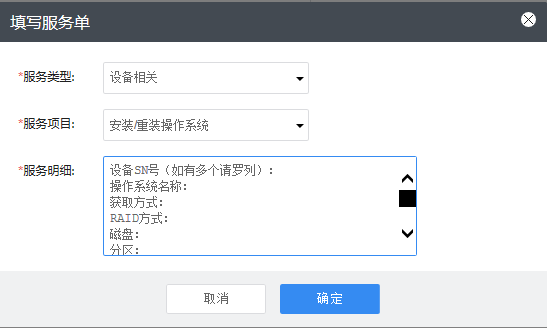 填写服务单
*服务类型:
设备相关
*服务项目:
安装/重装操作系统
*服务明细:
设备SN号（如有多个请罗列）:
操作系统名称:
获取方式:
RAID方式:
磁盘:
分区:
取消
确定